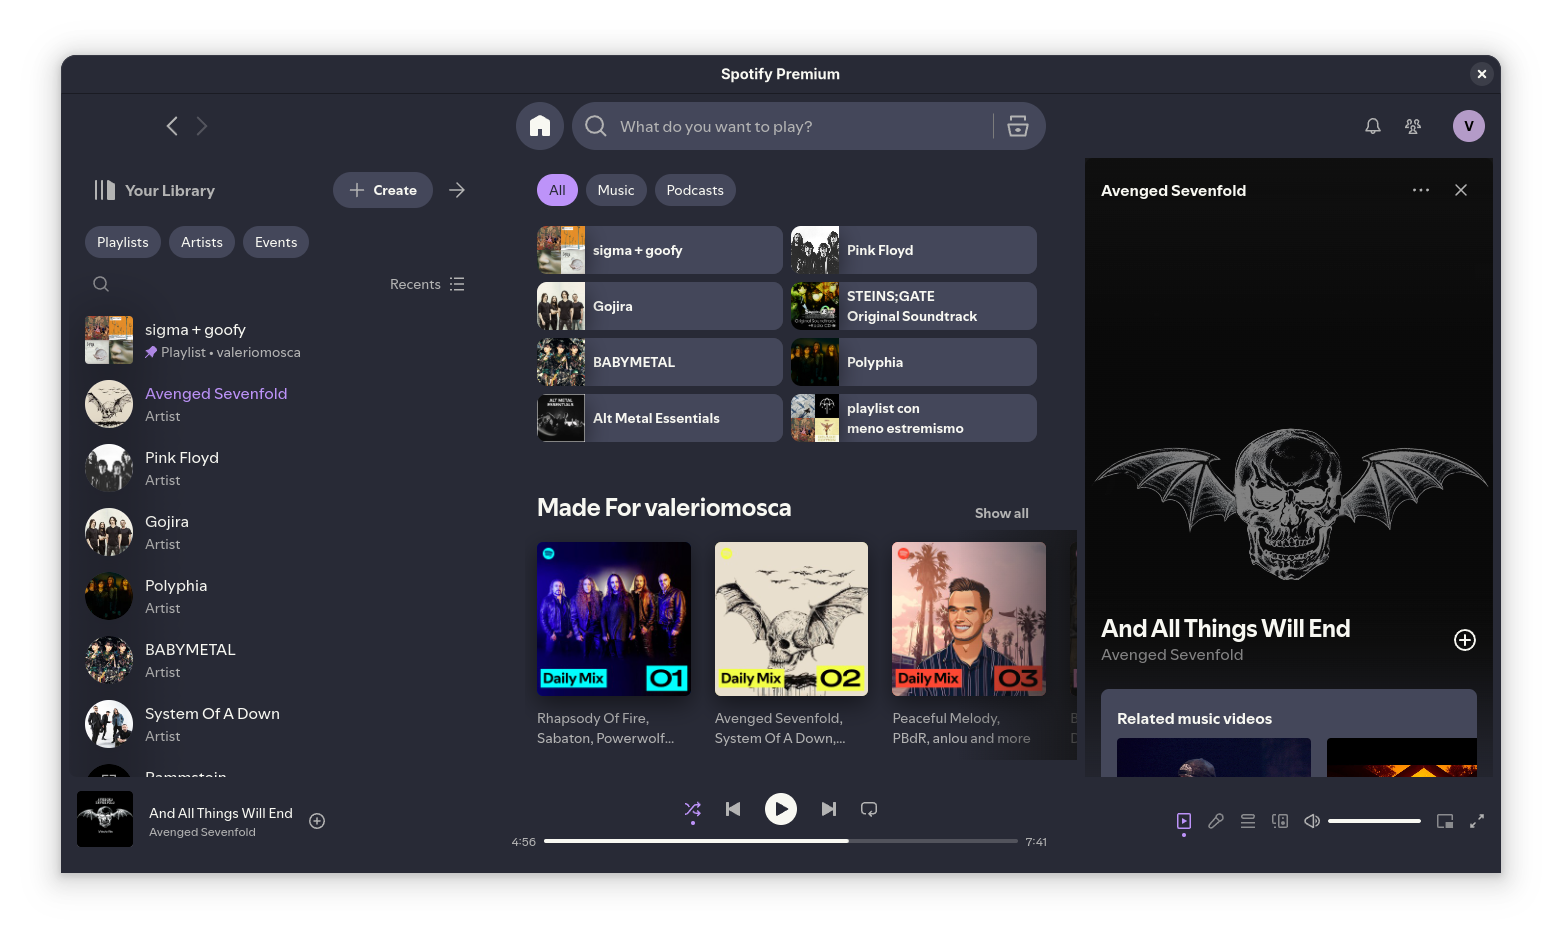 Spotify Premium
What do you want to play?
V
Your Library
Create
Playlists
Artists
Events
Recents
sigma + goofy
Playlist • valeriomosca
Avenged Sevenfold
Artist
Pink Floyd
Artist
Gojira
Artist
Polyphia
Artist
BABYMETAL
Artist
System Of A Down
Artist
Rammstein
All
Music
Podcasts
sigma + goofy
Pink Floyd
Gojira
STEINS;GATE
Original Soundtrack
BABYMETAL
Polyphia
ALT METAL
ESSENTIALS
Alt Metal Essentials
playlist con
meno estremismo
Made For valeriomosca
Show all
Daily Mix 01
Rhapsody Of Fire,
Sabaton, Powerwolf...
Daily Mix 02
Avenged Sevenfold,
System Of A Down,...
Daily Mix 03
Peaceful Melody,
PBdR, anlou and more
Avenged Sevenfold
And All Things Will End
Avenged Sevenfold
Related music videos
And All Things Will End
Avenged Sevenfold
4:56
7:41